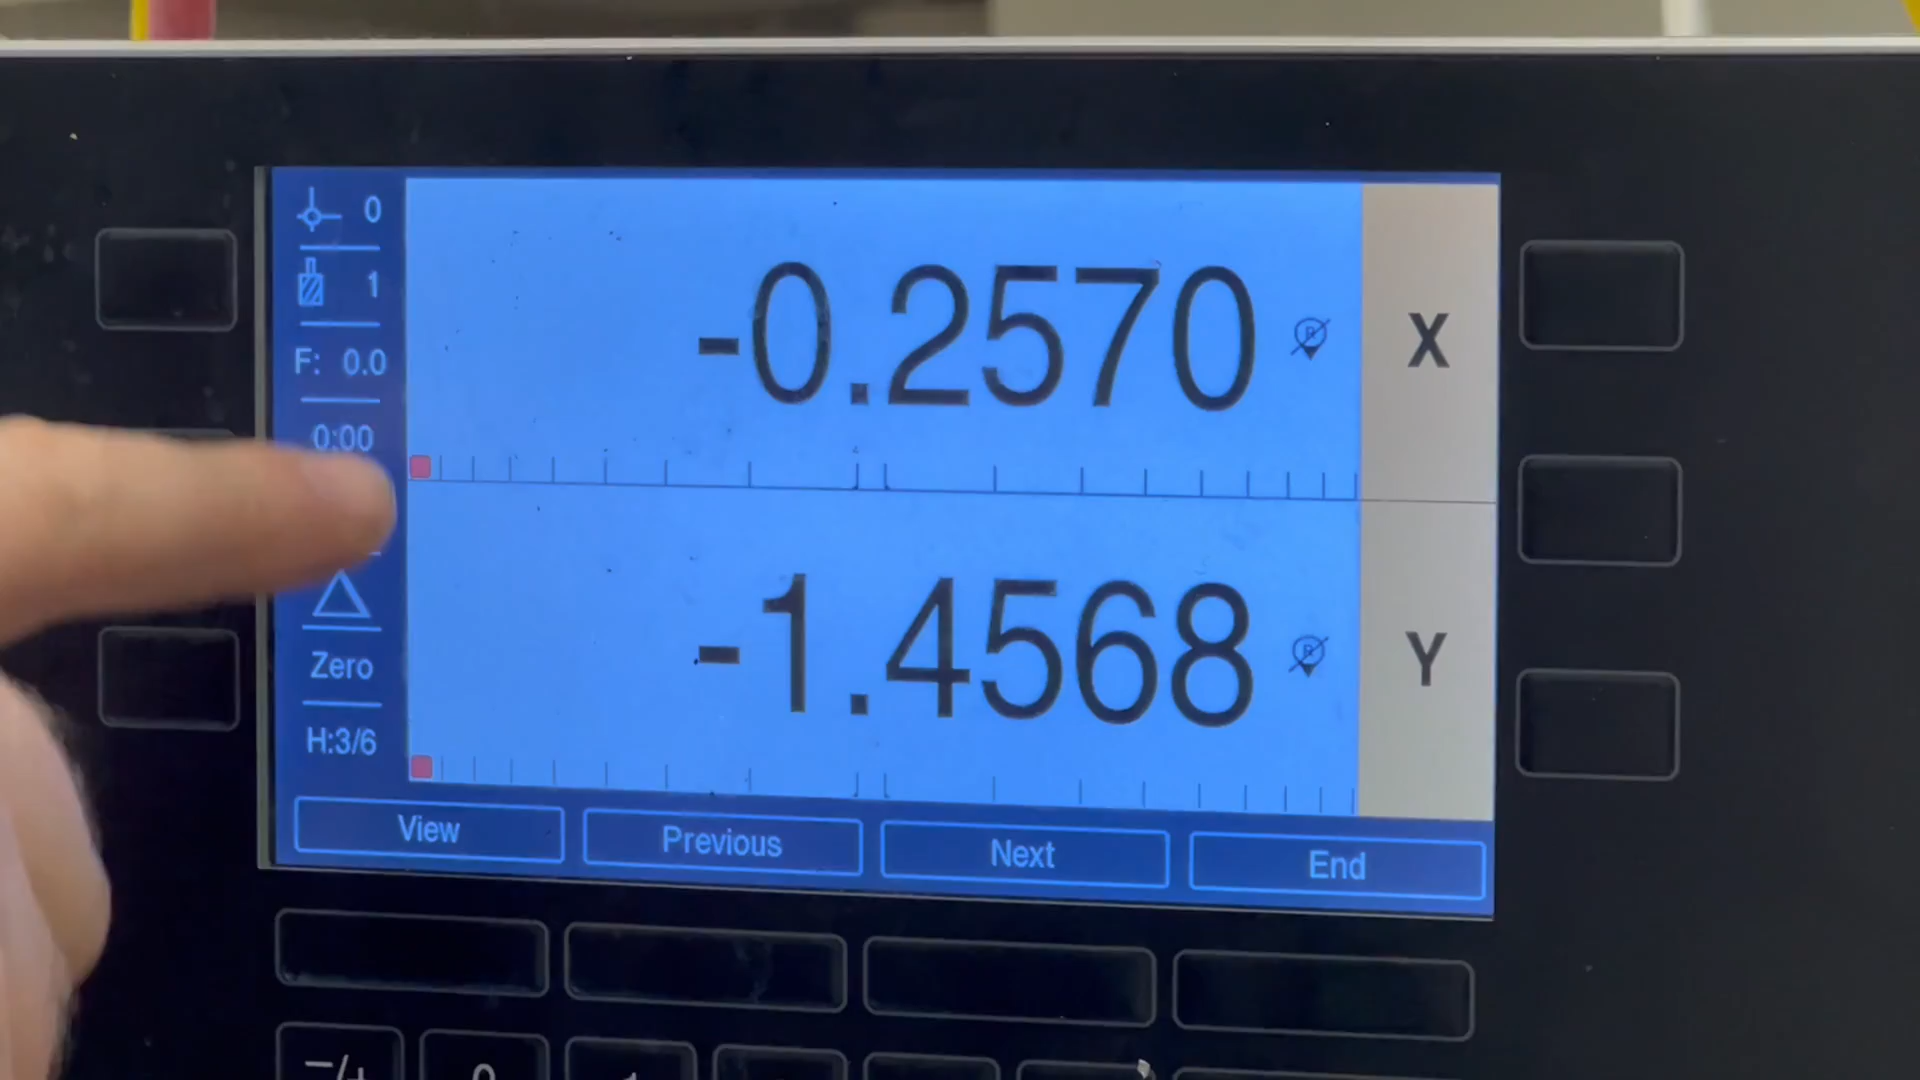 0
1
F: 0.0
0:00
Zero
H:3/6
-0.2570
R
X
-1.4568
R
Y
View
Previous
Next
End